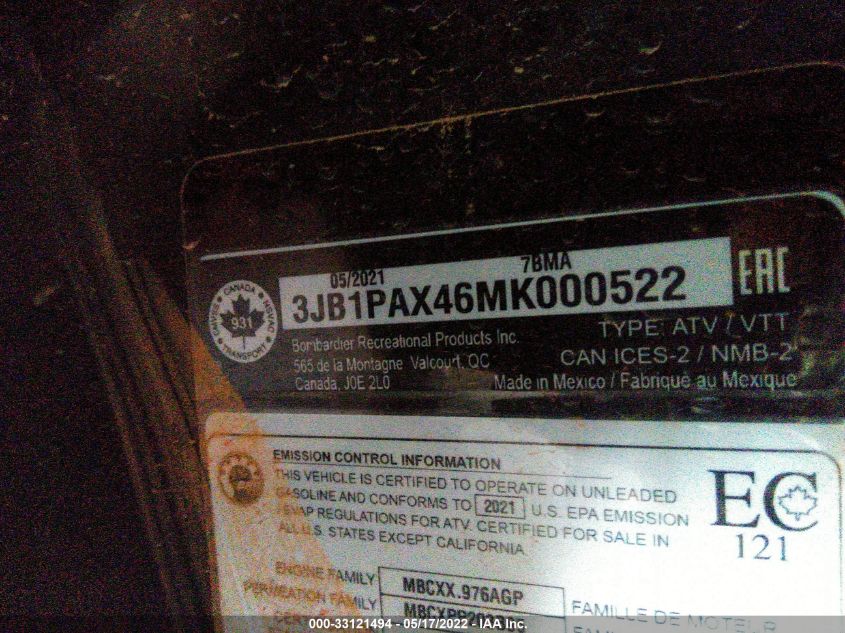 05/2021 7BMA
3JB1PAX46MK000522
EAC
CANADA
CMVSS NSVAC
931
TRANSPORT
Bombardier Recreational Products Inc.
565 de la Montagne Valcourt, QC
Canada, J0E 2L0
TYPE: ATV / VTT
CAN ICES-2 / NMB-2
Made in Mexico / Fabriqué au Mexique
EMISSION CONTROL INFORMATION
THIS VEHICLE IS CERTIFIED TO OPERATE ON UNLEADED
GASOLINE AND CONFORMS TO 2021 U.S. EPA EMISSION
EVAP REGULATIONS FOR ATV. CERTIFIED FOR SALE IN
ALL U.S. STATES EXCEPT CALIFORNIA
EC
121
ENGINE FAMILY MBCXX.976AGP FAMILLE DE MOTEUR
PERMEATION FAMILY
000-33121494 - 05/17/2022 - IAA Inc.